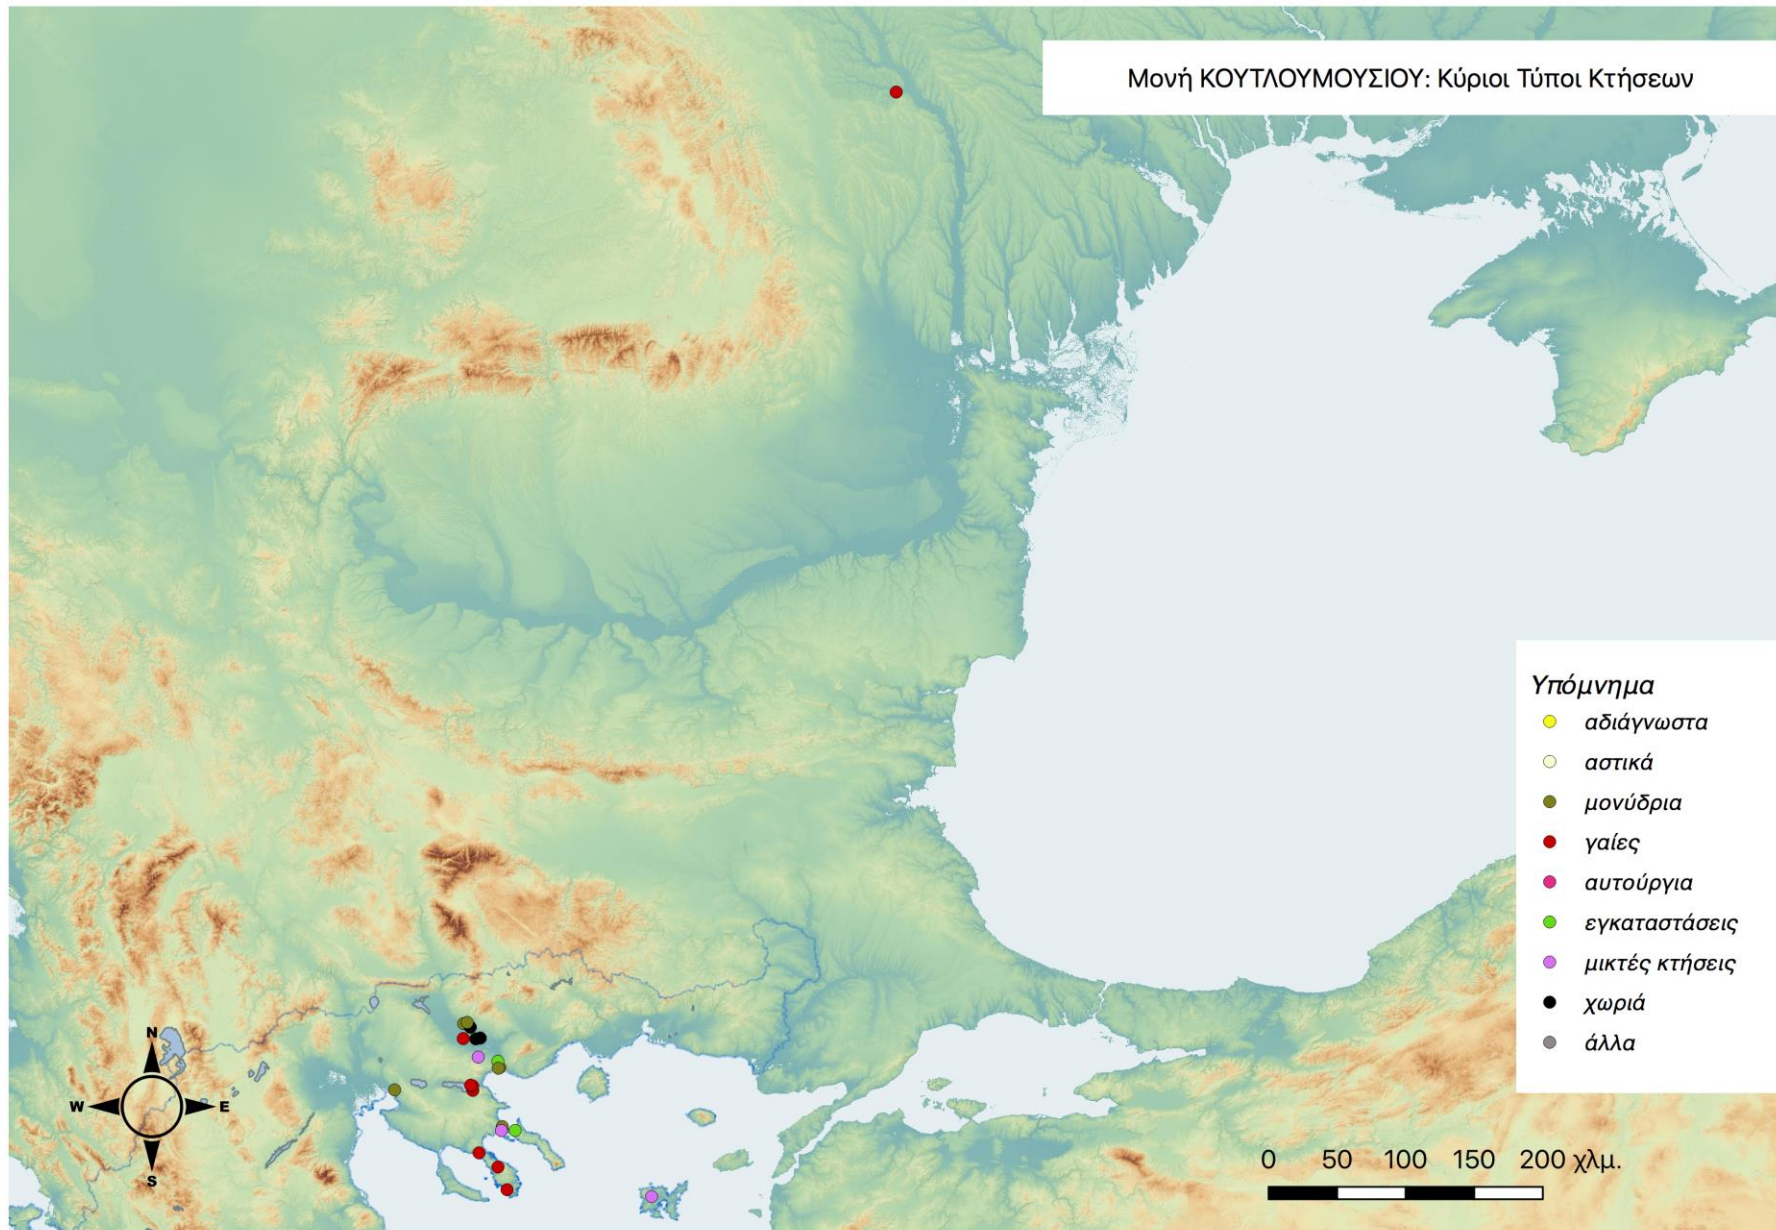 Μονή ΚΟΥΤΛΟΥΜΟΥΣΙΟΥ: Κύριοι Τύποι Κτήσεων
Υπόμνημα
αδιάγνωστα
αστικά
μονύδρια
γαίες
αυτούργια
εγκαταστάσεις
μικτές κτήσεις
χωριά
άλλα
N
W E
S
0 50 100 150 200 χλμ.